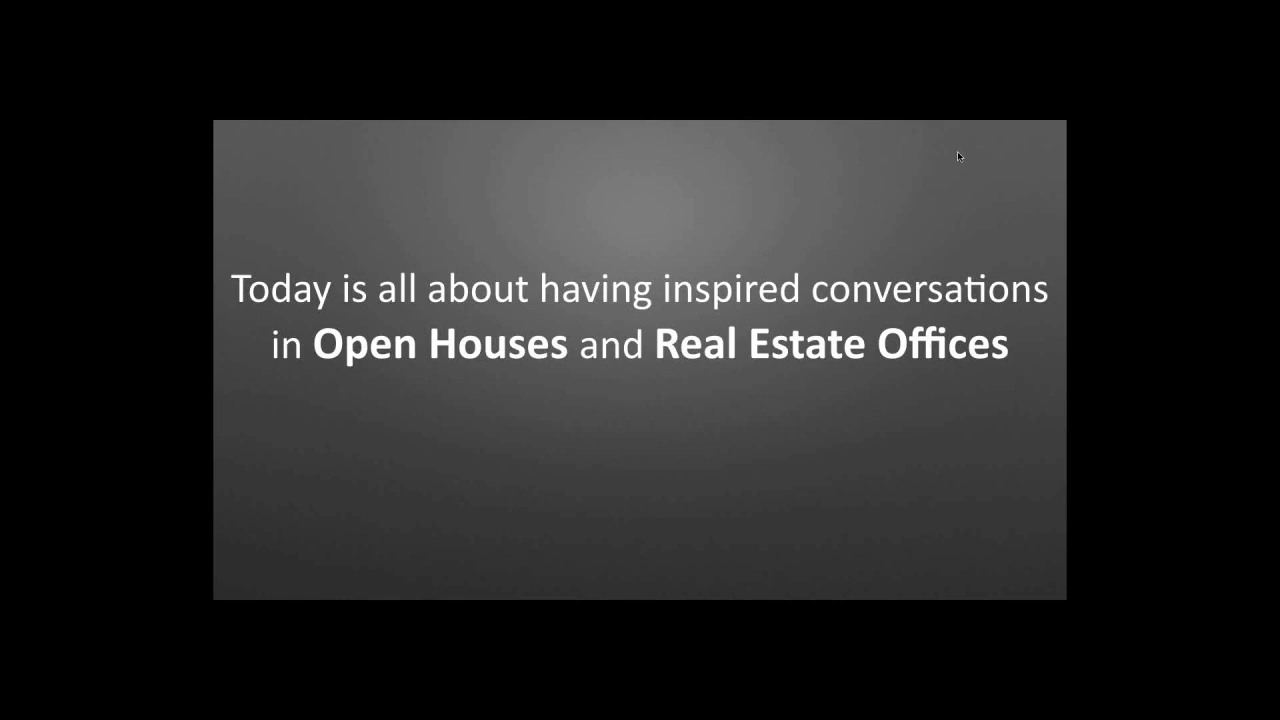 Today is all about having inspired conversations
in Open Houses and Real Estate Offices